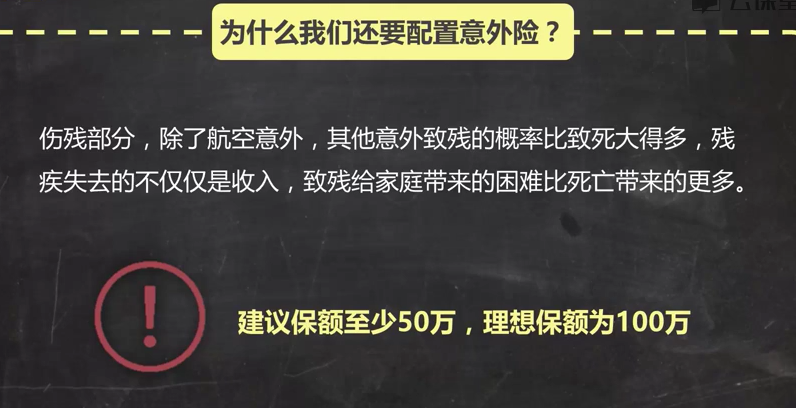 为什么我们还要配置意外险？
伤残部分，除了航空意外，其他意外致残的概率比致死大得多，残
疾失去的不仅仅是收入，致残给家庭带来的困难比死亡带来的更多。
建议保额至少50万，理想保额为100万